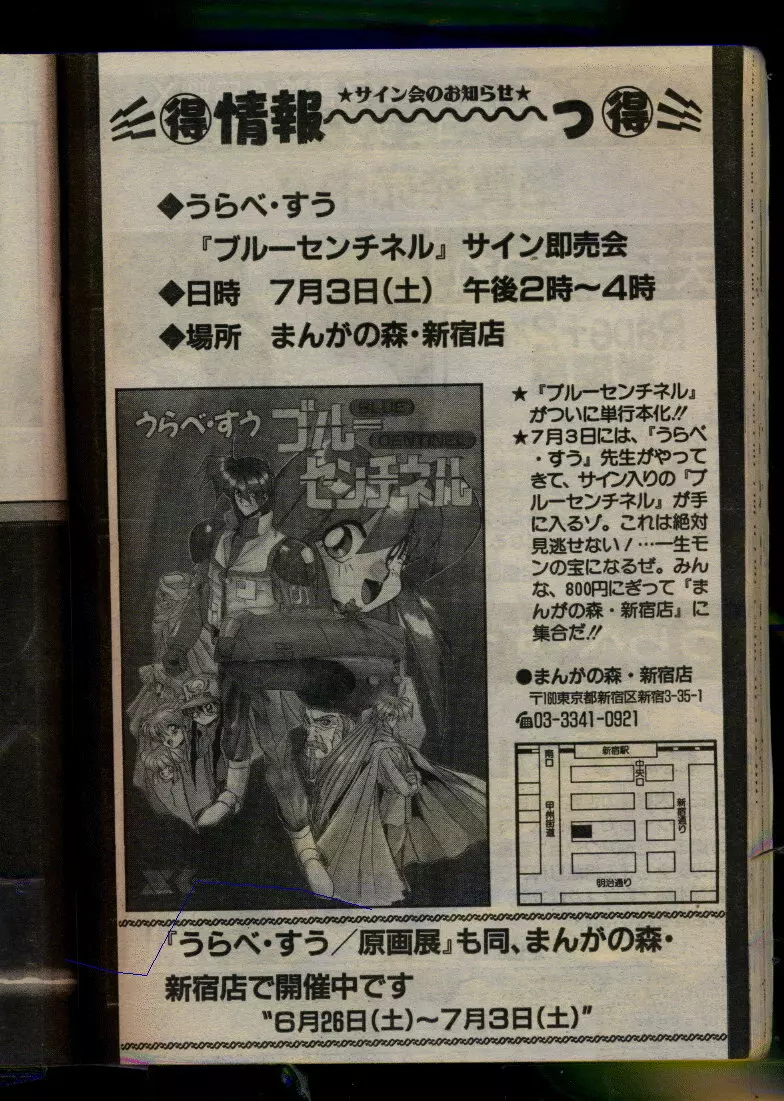 得 情報 ★サイン会のお知らせ★ っ 得
◆うらべ・すう
『ブルーセンチネル』サイン即売会
◆日時 7月3日(土) 午後2時〜4時
◆場所 まんがの森・新宿店
うらべ・すう ブルー BLUE
SENTINEL
センチネル
★『ブルーセンチネル』
がついに単行本化!!
★7月3日には、『うらべ
・すう』先生がやって
きて、サイン入りの『ブ
ルーセンチネル』が手
に入るゾ。これは絶対
見逃せない!…一生モ
ンの宝になるぜ。みん
な、800円にぎって『ま
んがの森・新宿店』に
集合だ!!
●まんがの森・新宿店
〒160東京都新宿区新宿3-35-1
☎03-3341-0921
新宿駅
南口
中央口
甲州街道
新宿通り
明治通り
『うらべ・すう/原画展』も同、まんがの森・
新宿店で開催中です
"6月26日(土)〜7月3日(土)"